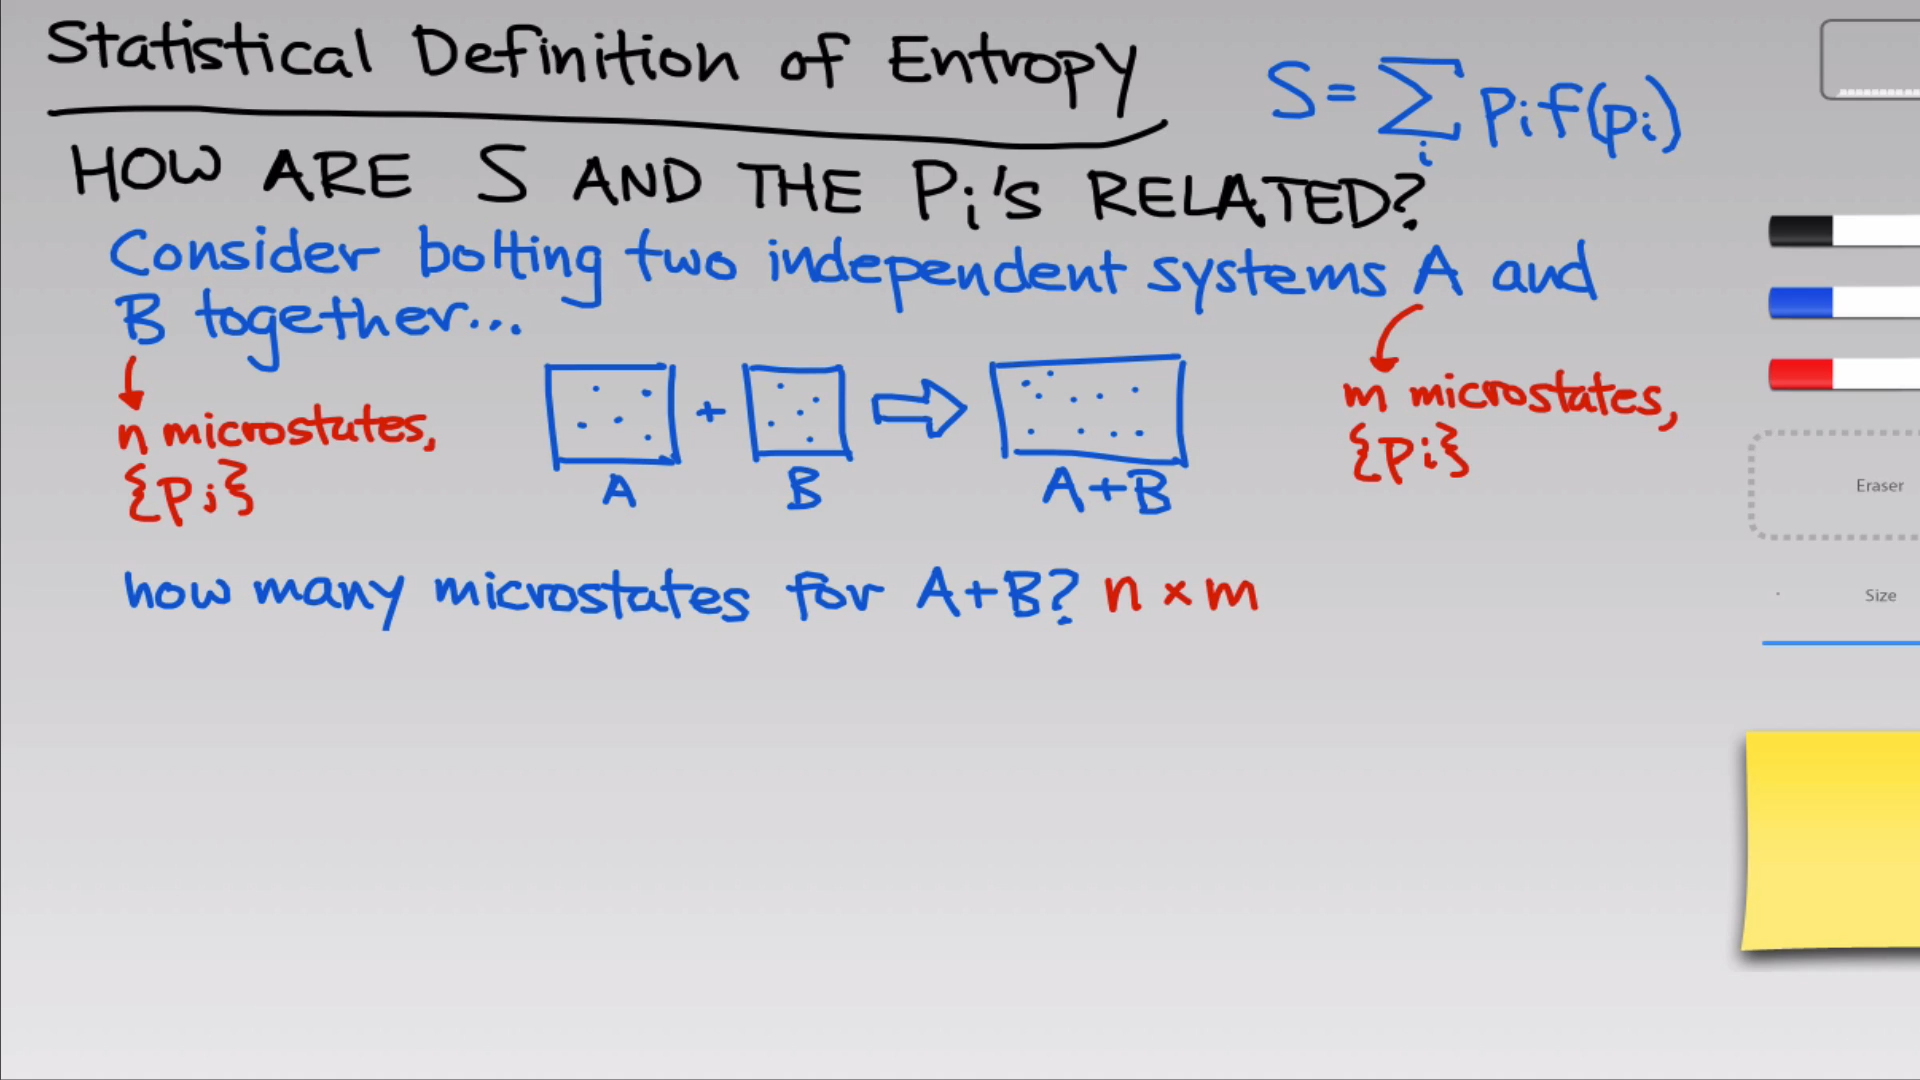 Statistical Definition of Entropy
S = ∑ᵢ pᵢ f(pᵢ)
HOW ARE S AND THE Pᵢ's RELATED?
Consider bolting two independent systems A and
B together...
n microstates,
{pᵢ}
A + B ⇨ A+B
m microstates,
{pᵢ}
how many microstates for A+B? n × m
Eraser
Size